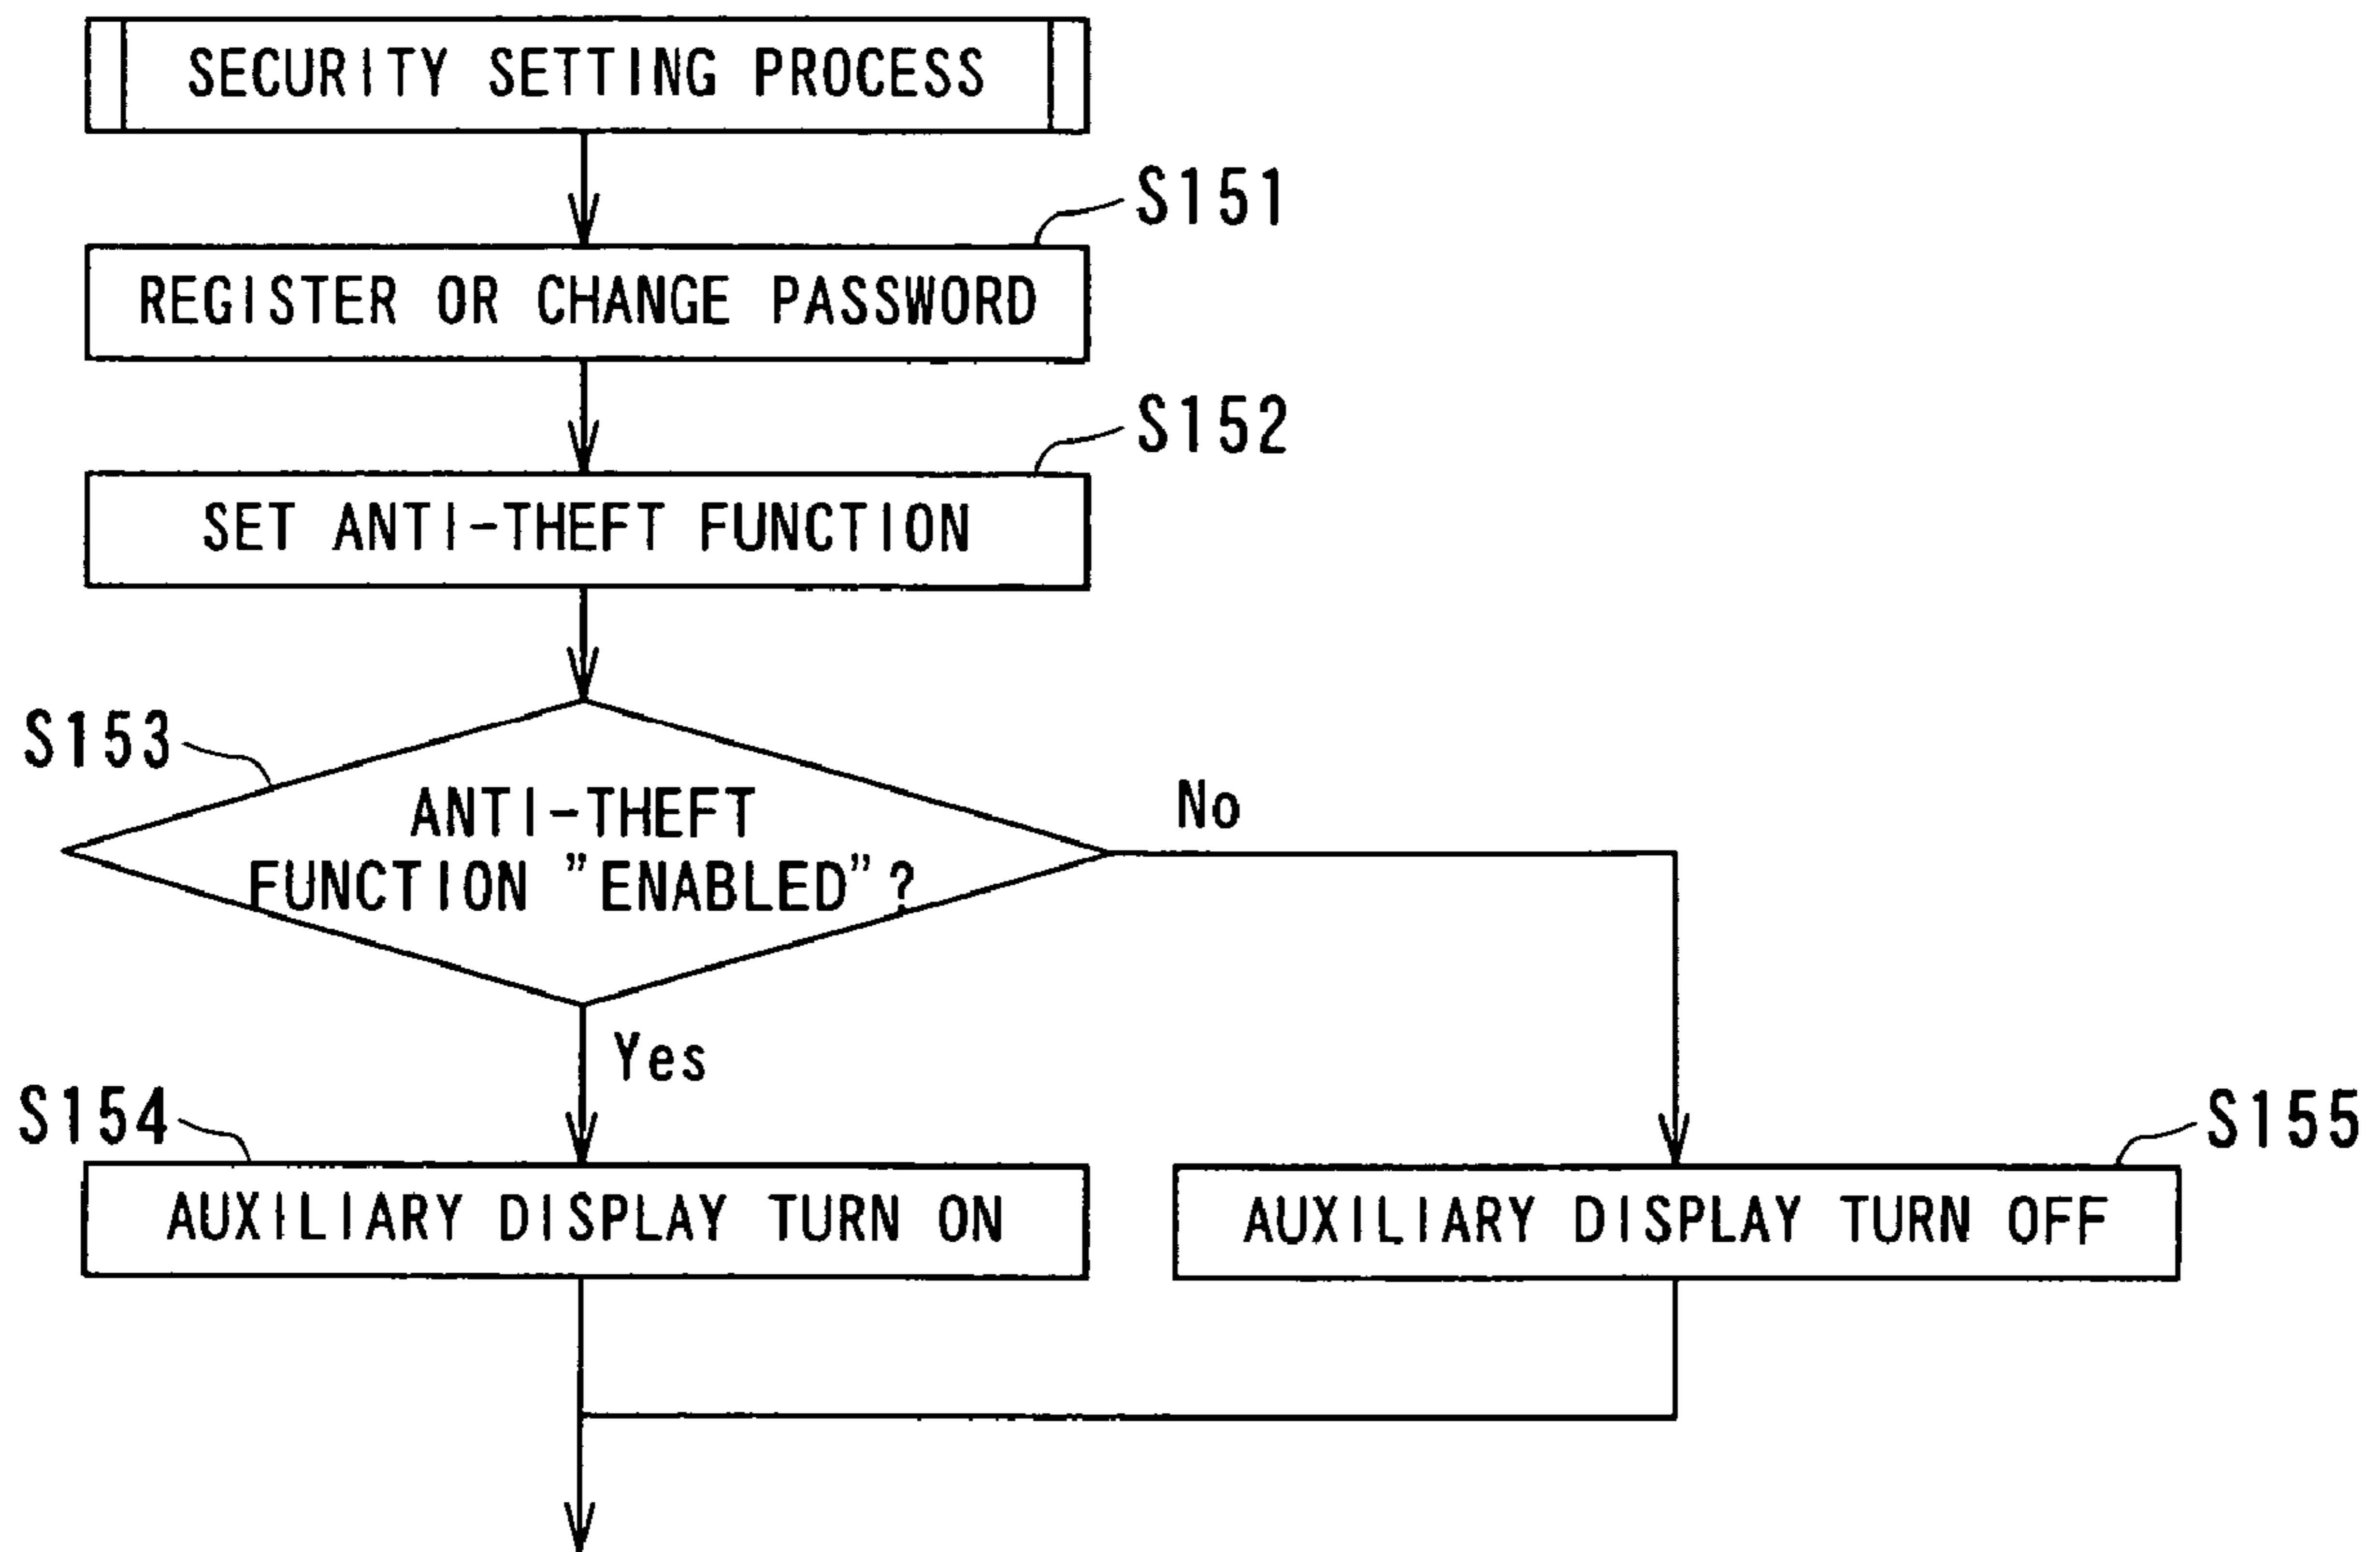 SECURITY SETTING PROCESS
S151
REGISTER OR CHANGE PASSWORD
S152
SET ANTI-THEFT FUNCTION
S153
ANTI-THEFT
FUNCTION ”ENABLED”?
No
Yes
S154
AUXILIARY DISPLAY TURN ON
S155
AUXILIARY DISPLAY TURN OFF